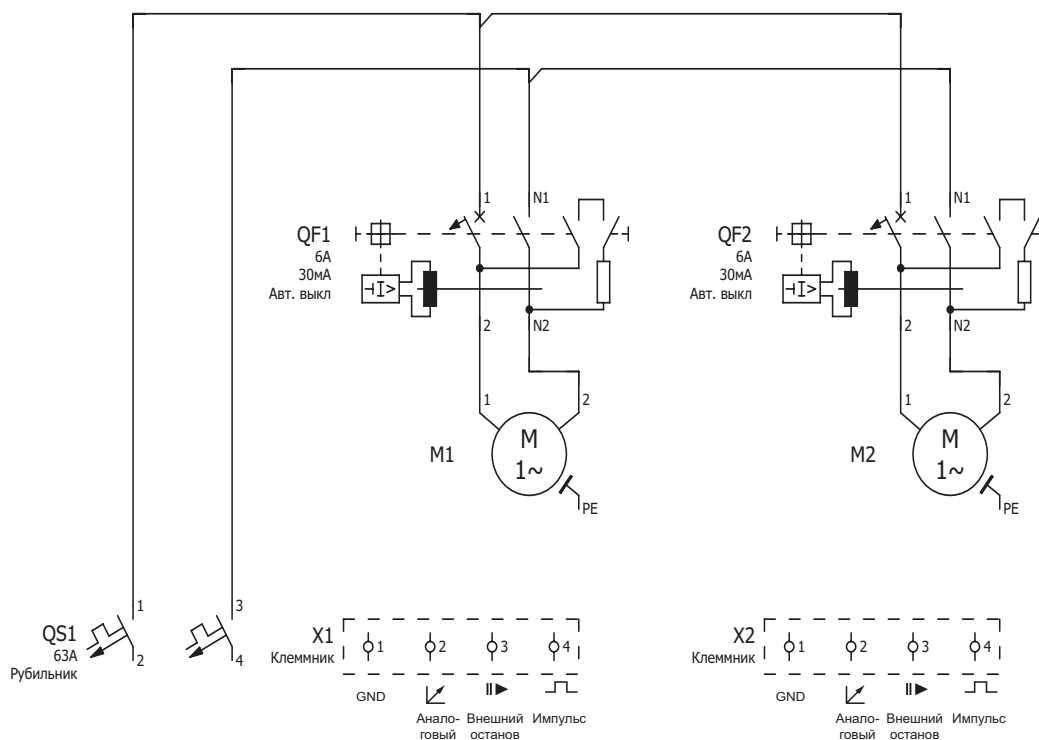 1
N1
1
N1
QF1
6А
30мА
Авт. выкл
I>
2
N2
QF2
6А
30мА
Авт. выкл
I>
2
N2
1
2
1
2
M1
M
1~
PE
M2
M
1~
PE
1
3
QS1
63А
Рубильник
2
4
X1
Клеммник
1
2
3
4
GND
Анало-
говый
Внешний
останов
Импульс
X2
Клеммник
1
2
3
4
GND
Анало-
говый
Внешний
останов
Импульс